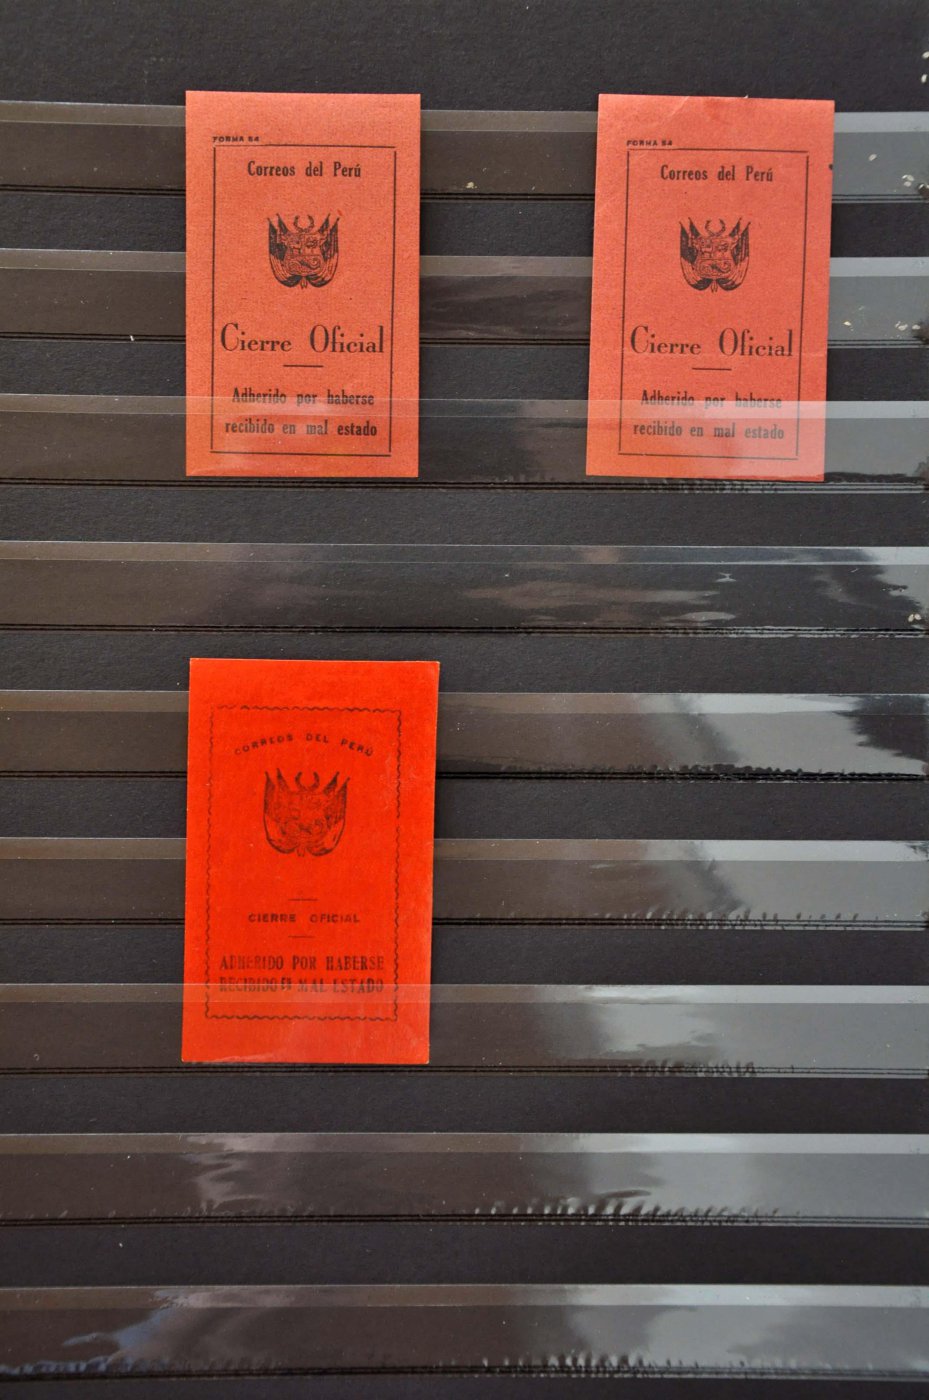 FORMA 54
Correos del Perú
Cierre Oficial
Adherido por haberse
recibido en mal estado
FORMA 54
Correos del Perú
Cierre Oficial
Adherido por haberse
recibido en mal estado
CORREOS DEL PERÚ
CIERRE OFICIAL
ADHERIDO POR HABERSE
RECIBIDO EN MAL ESTADO